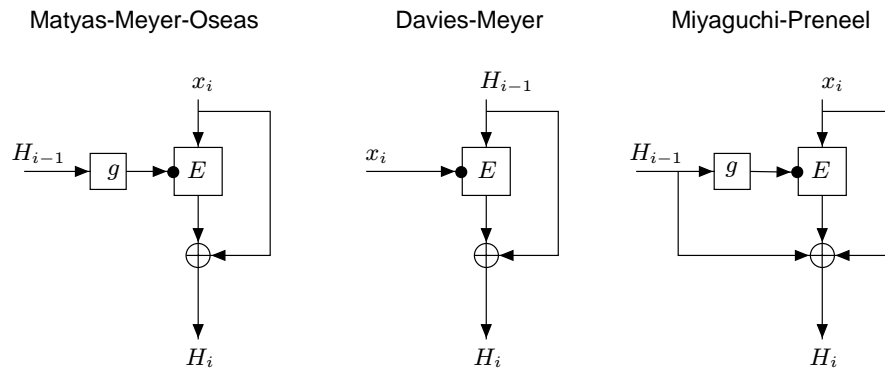 Matyas-Meyer-Oseas
Davies-Meyer
Miyaguchi-Preneel
x_i
H_{i-1}
g
E
H_i
H_{i-1}
x_i
E
H_i
x_i
H_{i-1}
g
E
H_i